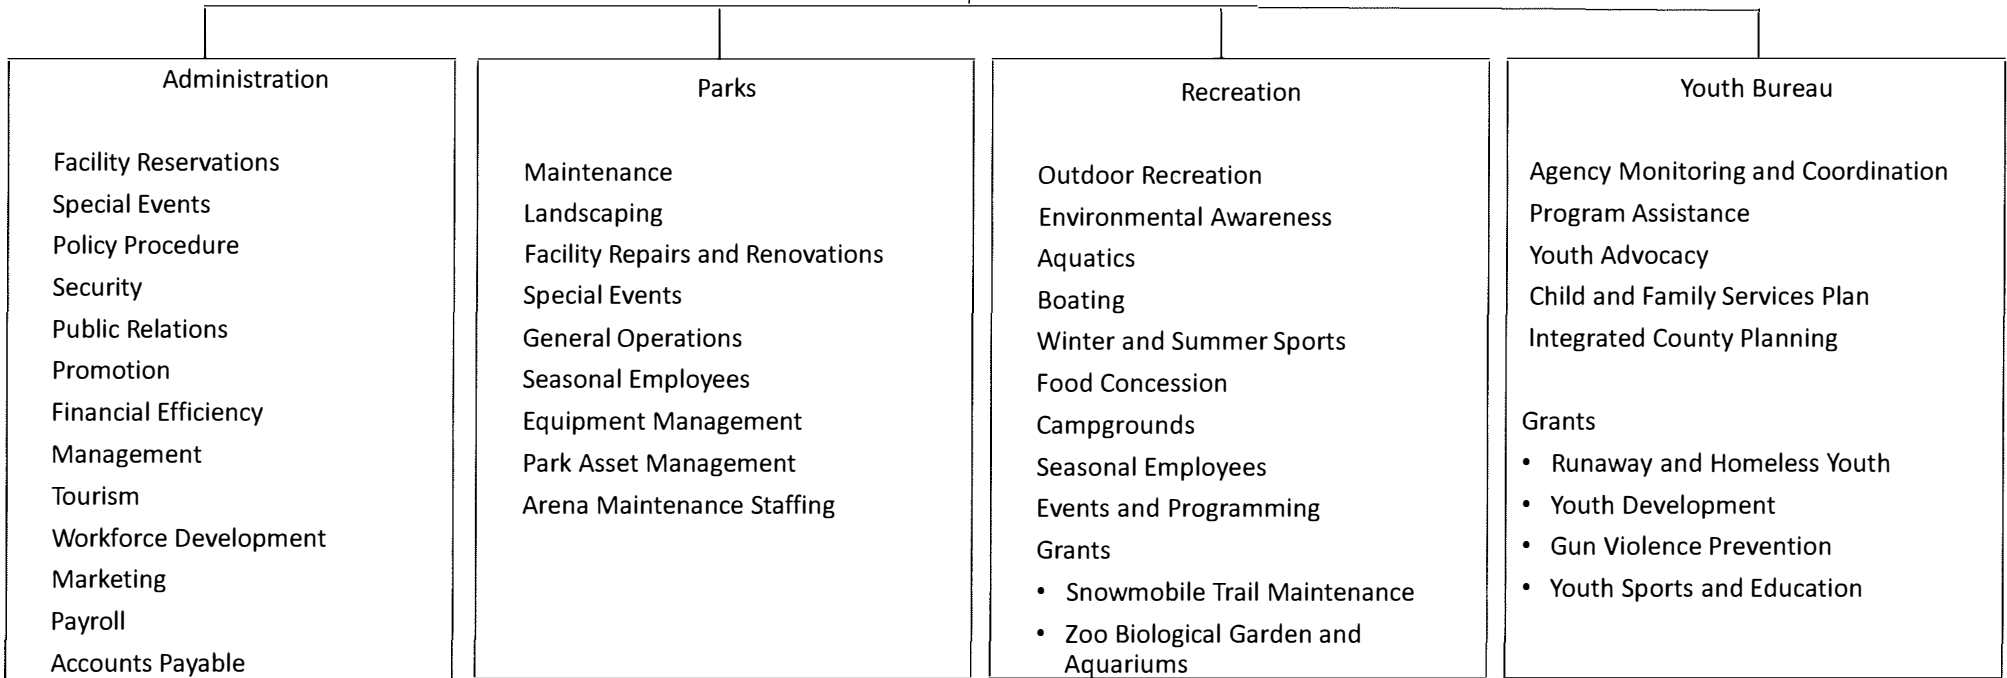 Administration
Facility Reservations
Special Events
Policy Procedure
Security
Public Relations
Promotion
Financial Efficiency
Management
Tourism
Workforce Development
Marketing
Payroll
Accounts Payable
Parks
Maintenance
Landscaping
Facility Repairs and Renovations
Special Events
General Operations
Seasonal Employees
Equipment Management
Park Asset Management
Arena Maintenance Staffing
Recreation
Outdoor Recreation
Environmental Awareness
Aquatics
Boating
Winter and Summer Sports
Food Concession
Campgrounds
Seasonal Employees
Events and Programming
Grants
• Snowmobile Trail Maintenance
• Zoo Biological Garden and
Aquariums
Youth Bureau
Agency Monitoring and Coordination
Program Assistance
Youth Advocacy
Child and Family Services Plan
Integrated County Planning
Grants
• Runaway and Homeless Youth
• Youth Development
• Gun Violence Prevention
• Youth Sports and Education